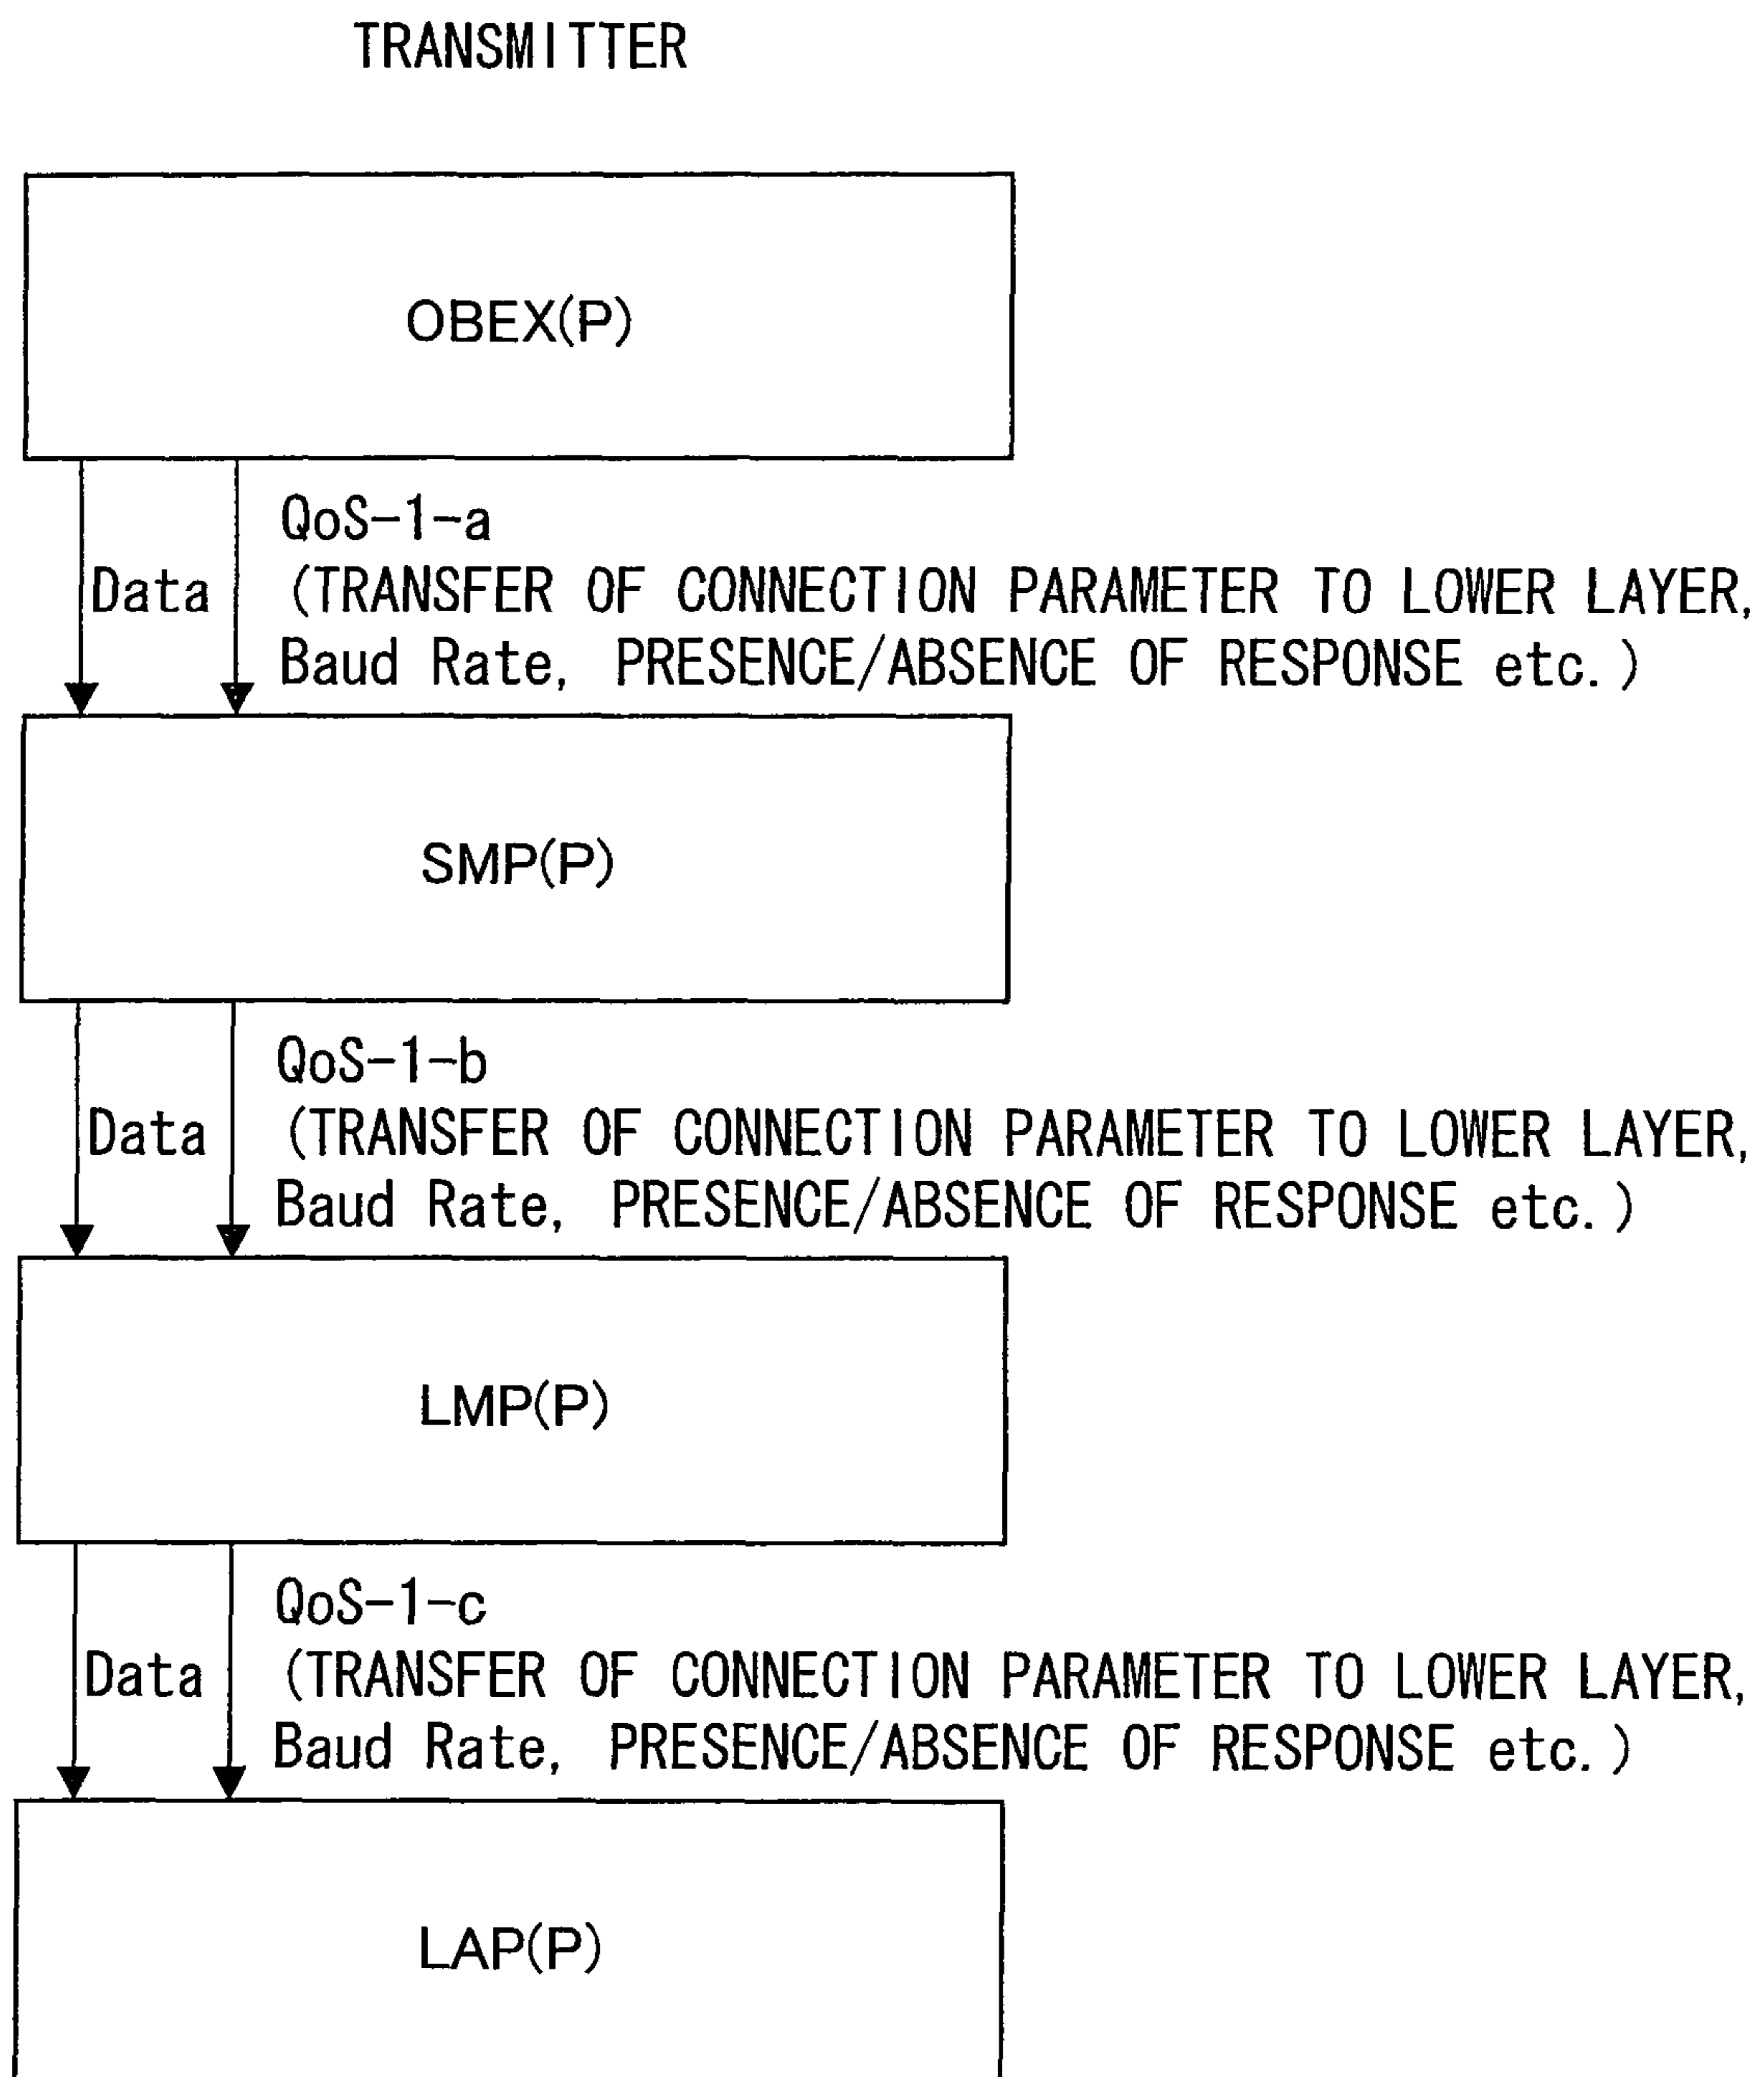 TRANSMITTER
OBEX(P)
QoS-1-a
Data (TRANSFER OF CONNECTION PARAMETER TO LOWER LAYER,
Baud Rate, PRESENCE/ABSENCE OF RESPONSE etc.)
SMP(P)
QoS-1-b
Data (TRANSFER OF CONNECTION PARAMETER TO LOWER LAYER,
Baud Rate, PRESENCE/ABSENCE OF RESPONSE etc.)
LMP(P)
QoS-1-c
Data (TRANSFER OF CONNECTION PARAMETER TO LOWER LAYER,
Baud Rate, PRESENCE/ABSENCE OF RESPONSE etc.)
LAP(P)